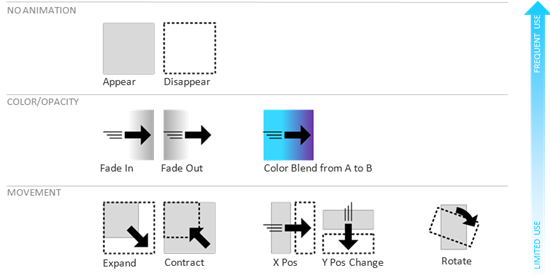 NO ANIMATION
Appear
Disappear
COLOR/OPACITY
Fade In
Fade Out
Color Blend from A to B
MOVEMENT
Expand
Contract
X Pos
Y Pos Change
Rotate
FREQUENT USE
LIMITED USE